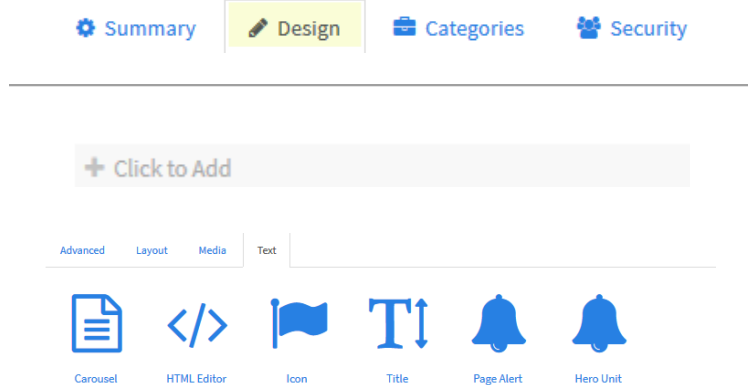 Summary Design Categories Security
Click to Add
Advanced Layout Media Text
Carousel HTML Editor Icon Title Page Alert Hero Unit